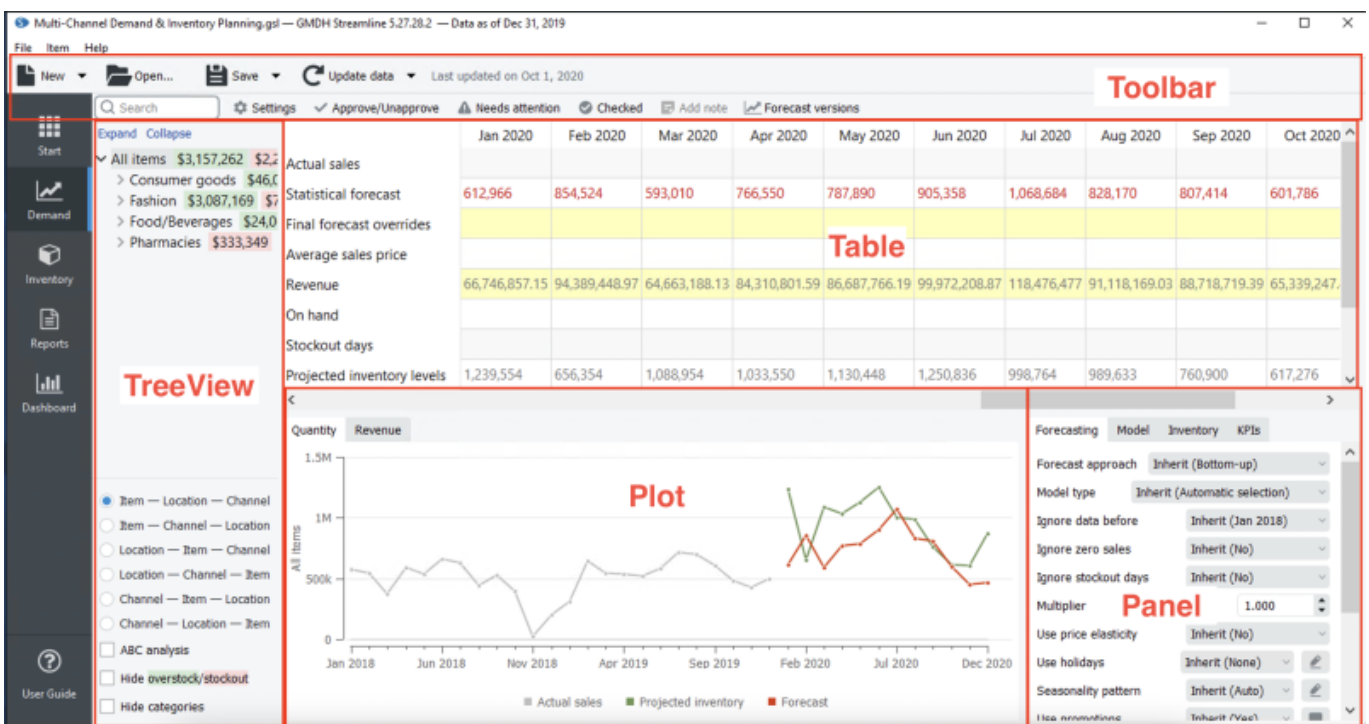 Multi-Channel Demand & Inventory Planning.gsl — GMDH Streamline 5.27.28.2 — Data as of Dec 31, 2019
File Item Help
New Open... Save Update data Last updated on Oct 1, 2020
Toolbar
Search Settings Approve/Unapprove Needs attention Checked Add note Forecast versions
Start
Demand
Inventory
Reports
Dashboard
User Guide
Expand Collapse
All items $3,157,262 $2,2
Consumer goods $46,0
Fashion $3,087,169 $7
Food/Beverages $24,0
Pharmacies $333,349
TreeView
Item — Location — Channel
Item — Channel — Location
Location — Item — Channel
Location — Channel — Item
Channel — Item — Location
Channel — Location — Item
ABC analysis
Hide overstock/stockout
Hide categories
Jan 2020 Feb 2020 Mar 2020 Apr 2020 May 2020 Jun 2020 Jul 2020 Aug 2020 Sep 2020 Oct 2020
Actual sales
Statistical forecast 612,966 854,524 593,010 766,550 787,890 905,358 1,068,684 828,170 807,414 601,786
Final forecast overrides
Table
Average sales price
Revenue 66,746,857.15 94,389,448.97 64,663,188.13 84,310,801.59 86,687,766.19 99,972,208.87 118,476,477 91,118,169.03 88,718,719.39 65,339,247.
On hand
Stockout days
Projected inventory levels 1,239,554 656,354 1,088,954 1,033,550 1,130,448 1,250,836 998,764 989,633 760,900 617,276
Quantity Revenue
1.5M
1M
500k
0
All items
Plot
Jan 2018 Jun 2018 Nov 2018 Apr 2019 Sep 2019 Feb 2020 Jul 2020 Dec 2020
Actual sales Projected inventory Forecast
Forecasting Model Inventory KPIs
Forecast approach Inherit (Bottom-up)
Model type Inherit (Automatic selection)
Ignore data before Inherit (Jan 2018)
Ignore zero sales Inherit (No)
Ignore stockout days Inherit (No)
Multiplier 1.000
Panel
Use price elasticity Inherit (No)
Use holidays Inherit (None)
Seasonality pattern Inherit (Auto)
Use promotions Inherit (Yes)